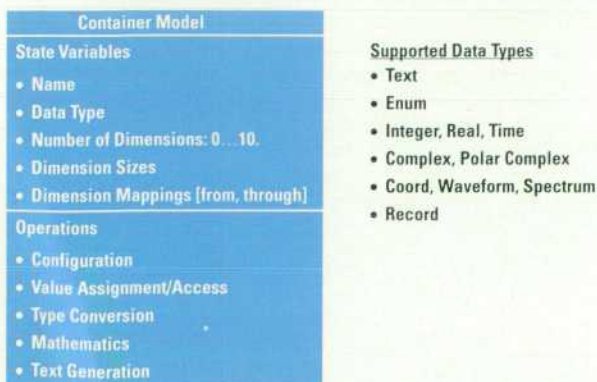 Container Model
State Variables
• Name
• Data Type
• Number of Dimensions: 0...10.
• Dimension Sizes
• Dimension Mappings [from, through]
Operations
• Configuration
• Value Assignment/Access
• Type Conversion
• Mathematics
• Text Generation
Supported Data Types
• Text
• Enum
• Integer, Real, Time
• Complex, Polar Complex
• Coord, Waveform, Spectrum
• Record